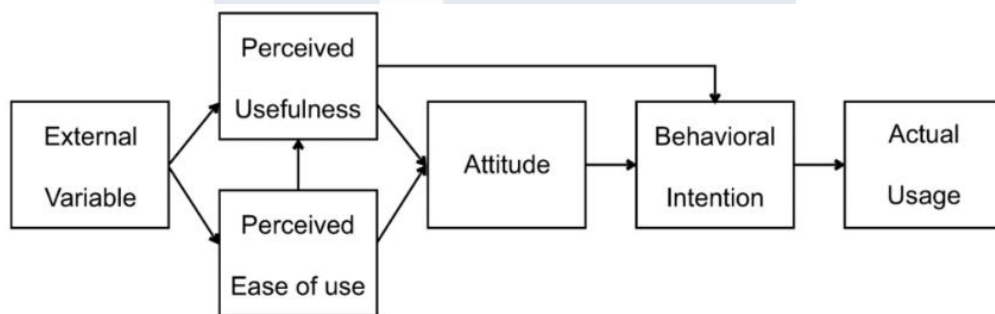 External
Variable
Perceived
Usefulness
Perceived
Ease of use
Attitude
Behavioral
Intention
Actual
Usage